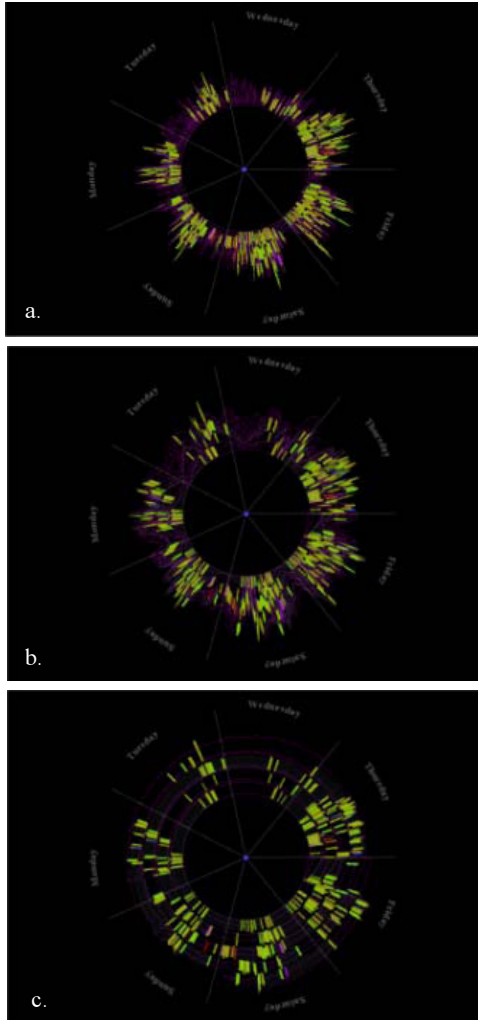 Wednesday
Tuesday
Thursday
Monday
Friday
Sunday
Saturday
a.
Wednesday
Tuesday
Thursday
Monday
Friday
Sunday
Saturday
b.
Wednesday
Tuesday
Thursday
Monday
Friday
Sunday
Saturday
c.